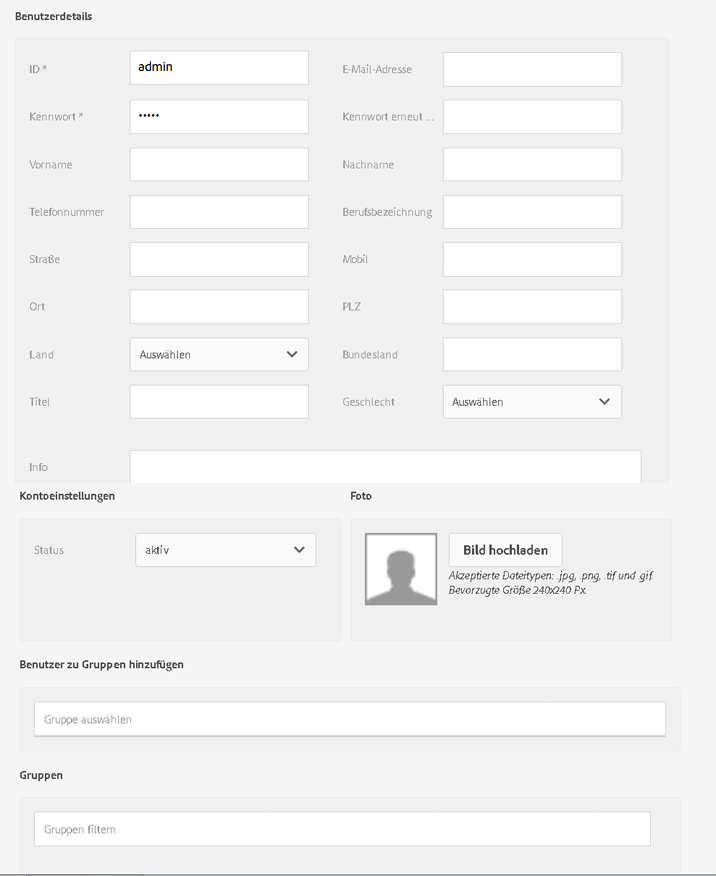 Benutzerdetails
ID * admin E-Mail-Adresse
Kennwort * ••••• Kennwort erneut ...
Vorname Nachname
Telefonnummer Berufsbezeichnung
Straße Mobil
Ort PLZ
Land Auswählen Bundesland
Titel Geschlecht Auswählen
Info
Kontoeinstellungen Foto
Status aktiv Bild hochladen
Akzeptierte Dateitypen: .jpg, .png, .tif und .gif.
Bevorzugte Größe 240x240 Px.
Benutzer zu Gruppen hinzufügen
Gruppe auswählen
Gruppen
Gruppen filtern